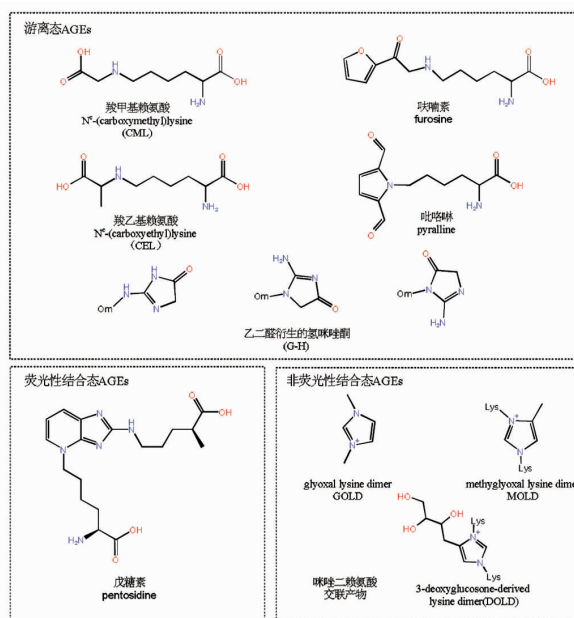 游离态AGEs
羧甲基赖氨酸
Nᵋ-(carboxymethyl)lysine
(CML)
呋喃素
furosine
羧乙基赖氨酸
Nᵋ-(carboxyethyl)lysine
(CEL)
吡咯啉
pyralline
乙二醛衍生的氢咪唑酮
(G-H)
荧光性结合态AGEs
戊糖素
pentosidine
非荧光性结合态AGEs
glyoxal lysine dimer
GOLD
methyglyoxal lysine dime
MOLD
咪唑二赖氨酸
交联产物
3-deoxyglucosone-derived
lysine dimer(DOLD)